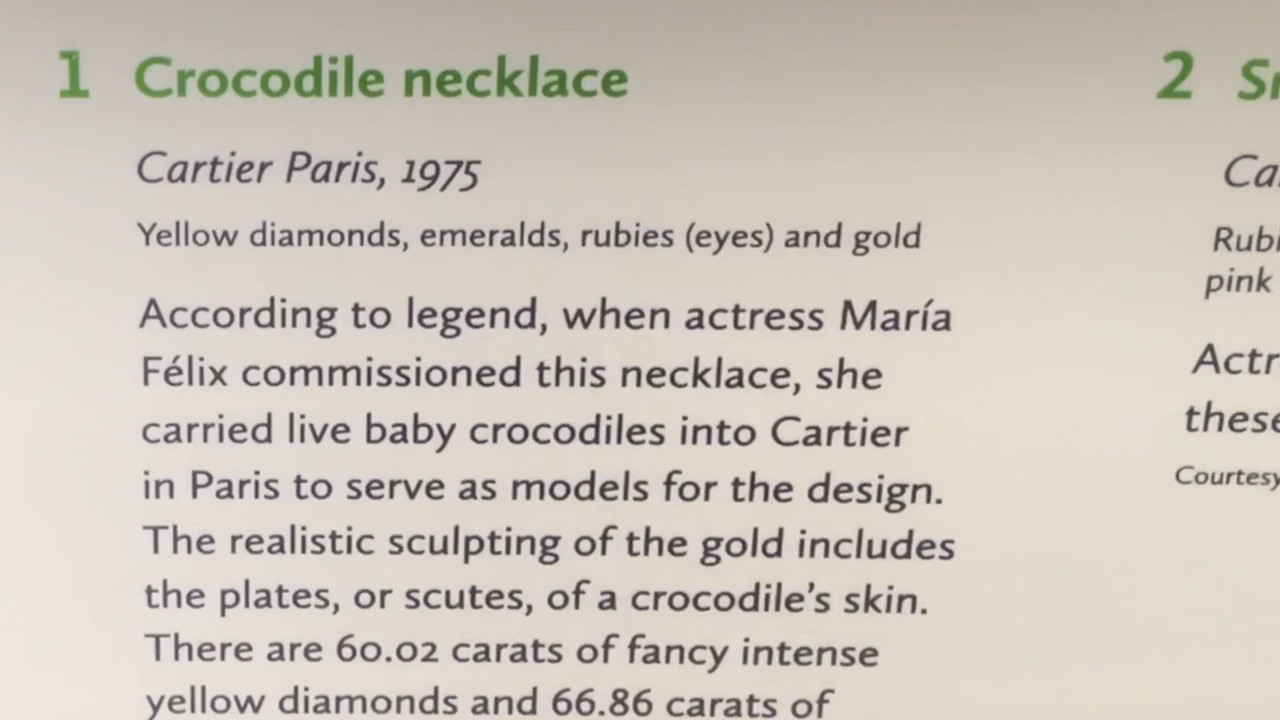 1 Crocodile necklace
Cartier Paris, 1975
Yellow diamonds, emeralds, rubies (eyes) and gold
According to legend, when actress María
Félix commissioned this necklace, she
carried live baby crocodiles into Cartier
in Paris to serve as models for the design.
The realistic sculpting of the gold includes
the plates, or scutes, of a crocodile's skin.
There are 60.02 carats of fancy intense
yellow diamonds and 66.86 carats of
2
pink
these
Courtesy